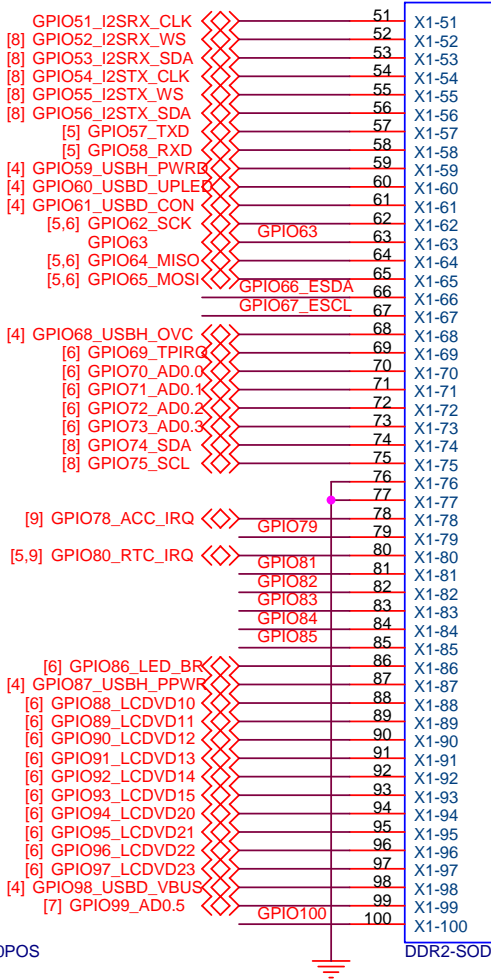 GPIO51_I2SRX_CLK 51 X1-51
[8] GPIO52_I2SRX_WS 52 X1-52
[8] GPIO53_I2SRX_SDA 53 X1-53
[8] GPIO54_I2STX_CLK 54 X1-54
[8] GPIO55_I2STX_WS 55 X1-55
[8] GPIO56_I2STX_SDA 56 X1-56
[5] GPIO57_TXD 57 X1-57
[5] GPIO58_RXD 58 X1-58
[4] GPIO59_USBH_PWRD 59 X1-59
[4] GPIO60_USBD_UPLED 60 X1-60
[4] GPIO61_USBD_CON 61 X1-61
[5,6] GPIO62_SCK 62 X1-62
GPIO63 GPIO63 63 X1-63
[5,6] GPIO64_MISO 64 X1-64
[5,6] GPIO65_MOSI 65 X1-65
GPIO66_ESDA 66 X1-66
GPIO67_ESCL 67 X1-67
[4] GPIO68_USBH_OVC 68 X1-68
[6] GPIO69_TPIRQ 69 X1-69
[6] GPIO70_AD0.0 70 X1-70
[6] GPIO71_AD0.1 71 X1-71
[6] GPIO72_AD0.2 72 X1-72
[6] GPIO73_AD0.3 73 X1-73
[8] GPIO74_SDA 74 X1-74
[8] GPIO75_SCL 75 X1-75
76 X1-76
77 X1-77
[9] GPIO78_ACC_IRQ 78 X1-78
GPIO79 79 X1-79
[5,9] GPIO80_RTC_IRQ 80 X1-80
GPIO81 81 X1-81
GPIO82 82 X1-82
GPIO83 83 X1-83
GPIO84 84 X1-84
GPIO85 85 X1-85
[6] GPIO86_LED_BR 86 X1-86
[4] GPIO87_USBH_PPWR 87 X1-87
[6] GPIO88_LCDVD10 88 X1-88
[6] GPIO89_LCDVD11 89 X1-89
[6] GPIO90_LCDVD12 90 X1-90
[6] GPIO91_LCDVD13 91 X1-91
[6] GPIO92_LCDVD14 92 X1-92
[6] GPIO93_LCDVD15 93 X1-93
[6] GPIO94_LCDVD20 94 X1-94
[6] GPIO95_LCDVD21 95 X1-95
[6] GPIO96_LCDVD22 96 X1-96
[6] GPIO97_LCDVD23 97 X1-97
[4] GPIO98_USBD_VBUS 98 X1-98
[7] GPIO99_AD0.5 99 X1-99
GPIO100 100 X1-100
0POS DDR2-SOD